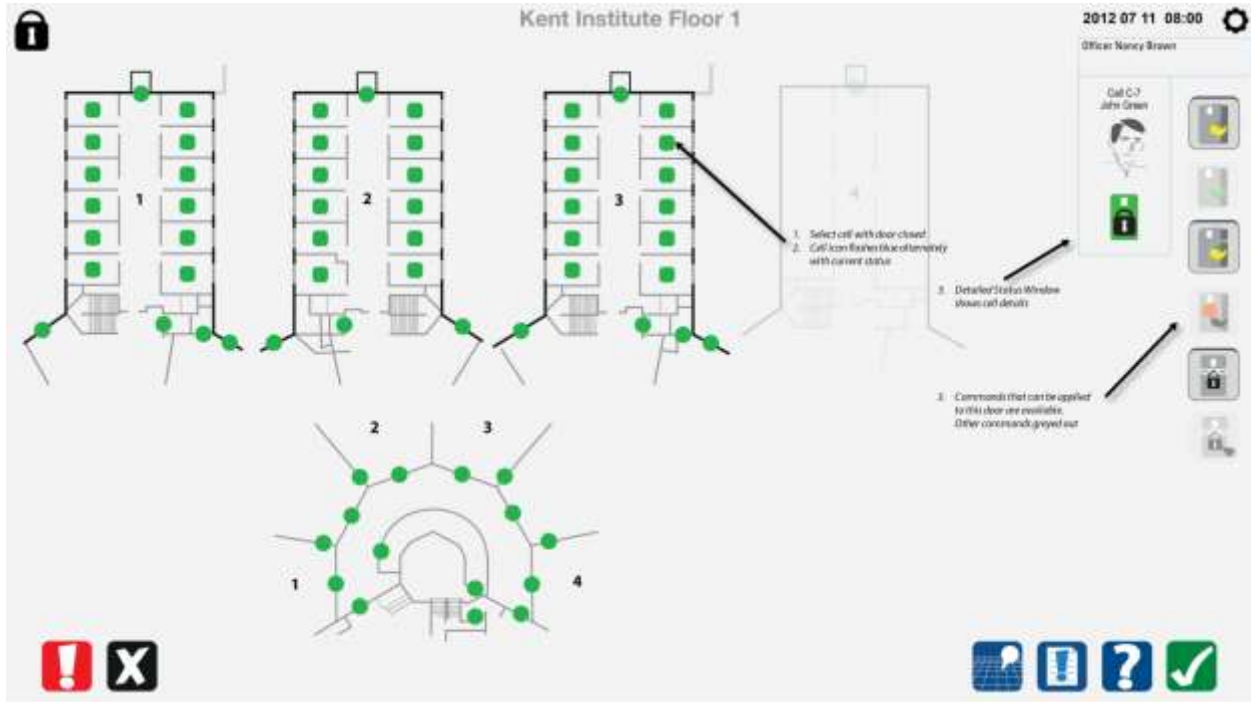 Kent Institute Floor 1
2012 07 11 08:00
Officer Nancy Brown
Cell C-7
John Green
1
2
3
4
1. Select cell with door closed
2. Cell icon flashes blue alternately
with current status
3. Detailed Status Window
shows cell details
3. Commands that can be applied
to this door are available.
Other commands greyed out
2
3
1
4